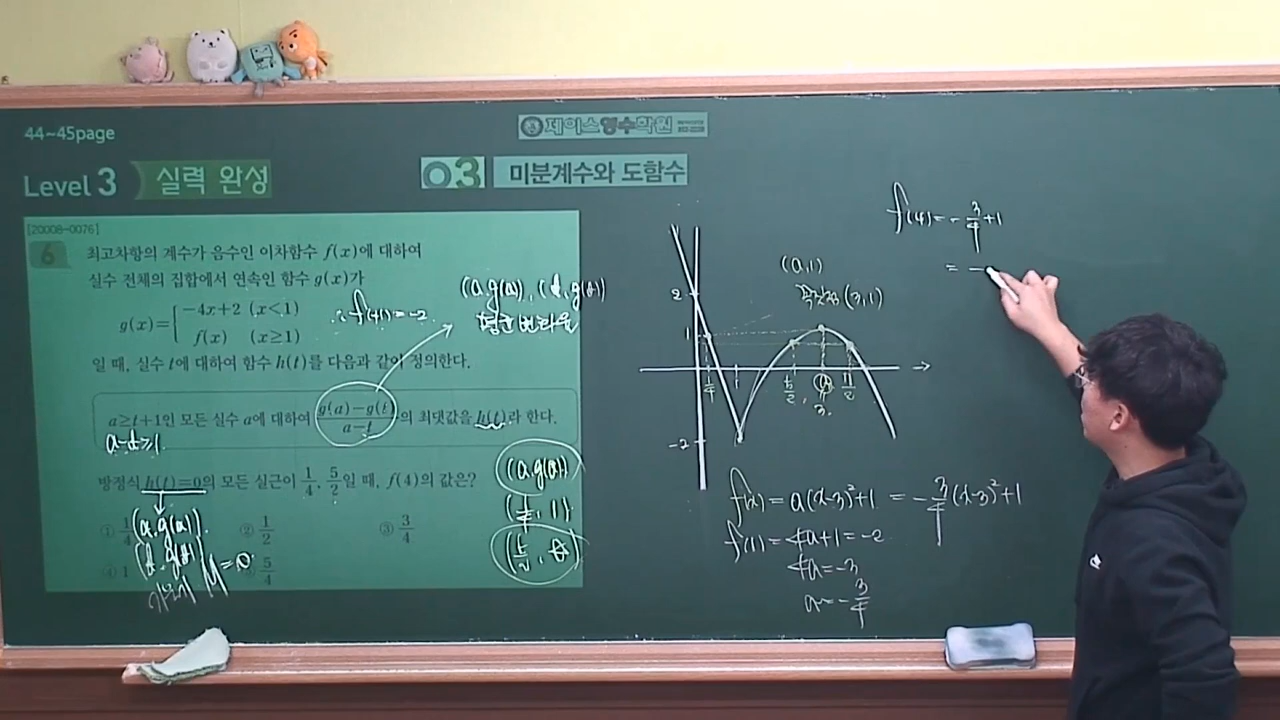 44~45page
제이스영수학원
Level 3 실력 완성
03 미분계수와 도함수
[20008-0076]
6 최고차항의 계수가 음수인 이차함수 f(x)에 대하여
실수 전체의 집합에서 연속인 함수 g(x)가
g(x)={ -4x+2 (x<1)
f(x) (x≥1)
일 때, 실수 t에 대하여 함수 h(t)를 다음과 같이 정의한다.
a≥t+1인 모든 실수 a에 대하여 g(a)-g(t)/a-t의 최댓값을 h(t)라 한다.
a-t≥1.
방정식 h(t)=0의 모든 실근이 1/4, 5/2일 때, f(4)의 값은?
① 1/4 ② 1/2 ③ 3/4
④ 1 ⑤ 5/4
∴ f(1)=-2
(a, g(a)), (t, g(t))
평균변화율
(a, g(a)).
(t, g(t))
M=0
(a, g(a))
(1/4, 1)
(a, 1)
꼭짓점 (3, 1)
2
1
-2
1/4
1
5/2
3.
11/2
f(x) = a(x-3)²+1 = -3/4(x-3)²+1
f(1) = 4a+1 = -2
4a = -3
a = -3/4
f(4) = -3/4+1
= -